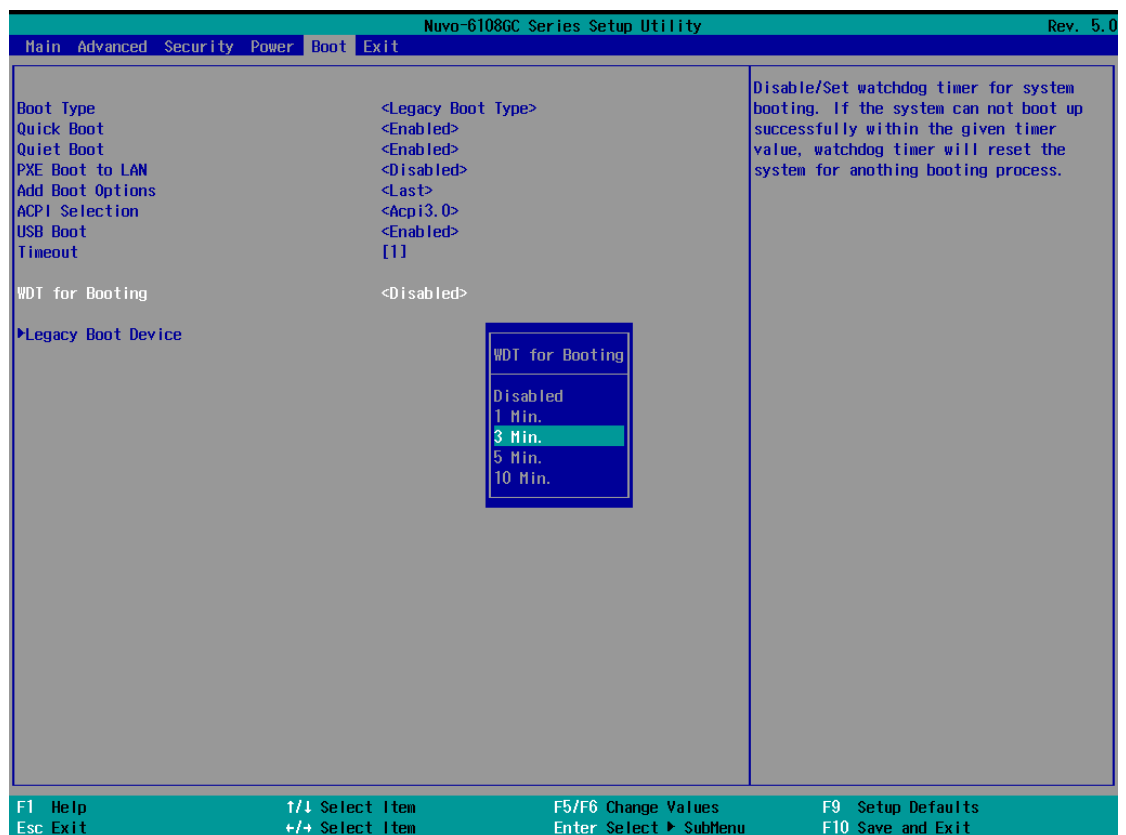 Nuvo-6108GC Series Setup Utility Rev. 5.0
Main Advanced Security Power Boot Exit
Boot Type <Legacy Boot Type>
Quick Boot <Enabled>
Quiet Boot <Enabled>
PXE Boot to LAN <Disabled>
Add Boot Options <Last>
ACPI Selection <Acpi3.0>
USB Boot <Enabled>
Timeout [1]
WDT for Booting <Disabled>
▶Legacy Boot Device
WDT for Booting
Disabled
1 Min.
3 Min.
5 Min.
10 Min.
Disable/Set watchdog timer for system
booting. If the system can not boot up
successfully within the given timer
value, watchdog timer will reset the
system for anothing booting process.
F1 Help ↑/↓ Select Item F5/F6 Change Values F9 Setup Defaults
Esc Exit ←/→ Select Item Enter Select ▶ SubMenu F10 Save and Exit